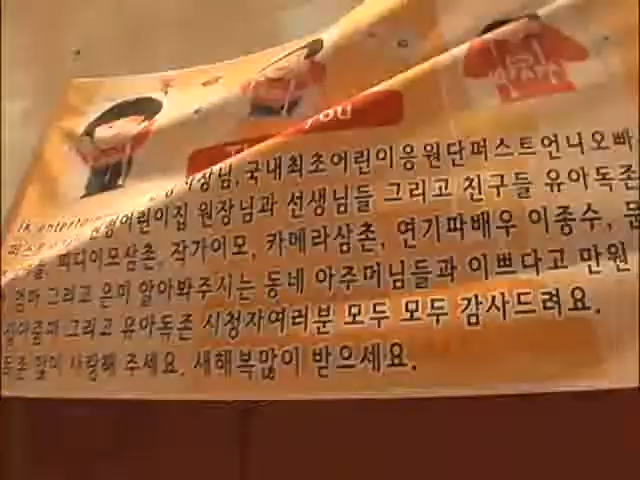 you
장님, 국내최초어린이응원단퍼스트언니오빠
어린이집 원장님과 선생님들 그리고 친구들 유아독존
피디이모삼촌, 작가이모, 카메라삼촌, 연기파배우 이종수,
엄마 그리고 은미 알아봐주시는 동네 아주머님들과 이쁘다고 만원
그리고 유아독존 시청자여러분 모두 모두 감사드려요.
많이 사랑해 주세요. 새해복많이 받으세요.